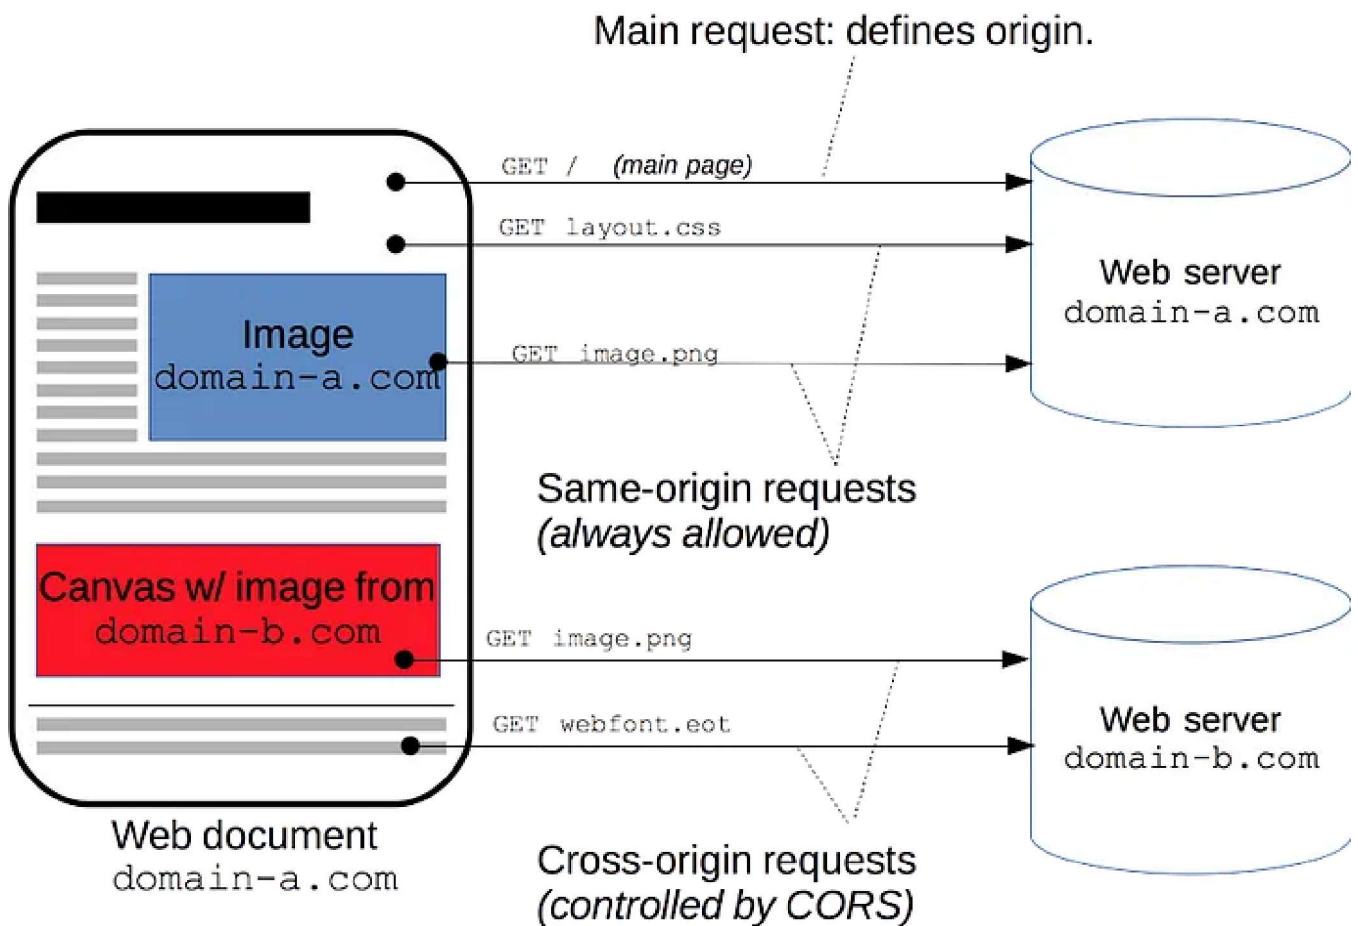 Main request: defines origin.
GET / (main page)
GET layout.css
Web server
domain-a.com
Image
domain-a.com
GET image.png
Same-origin requests
(always allowed)
Canvas w/ image from
domain-b.com
GET image.png
GET webfont.eot
Web server
domain-b.com
Web document
domain-a.com
Cross-origin requests
(controlled by CORS)